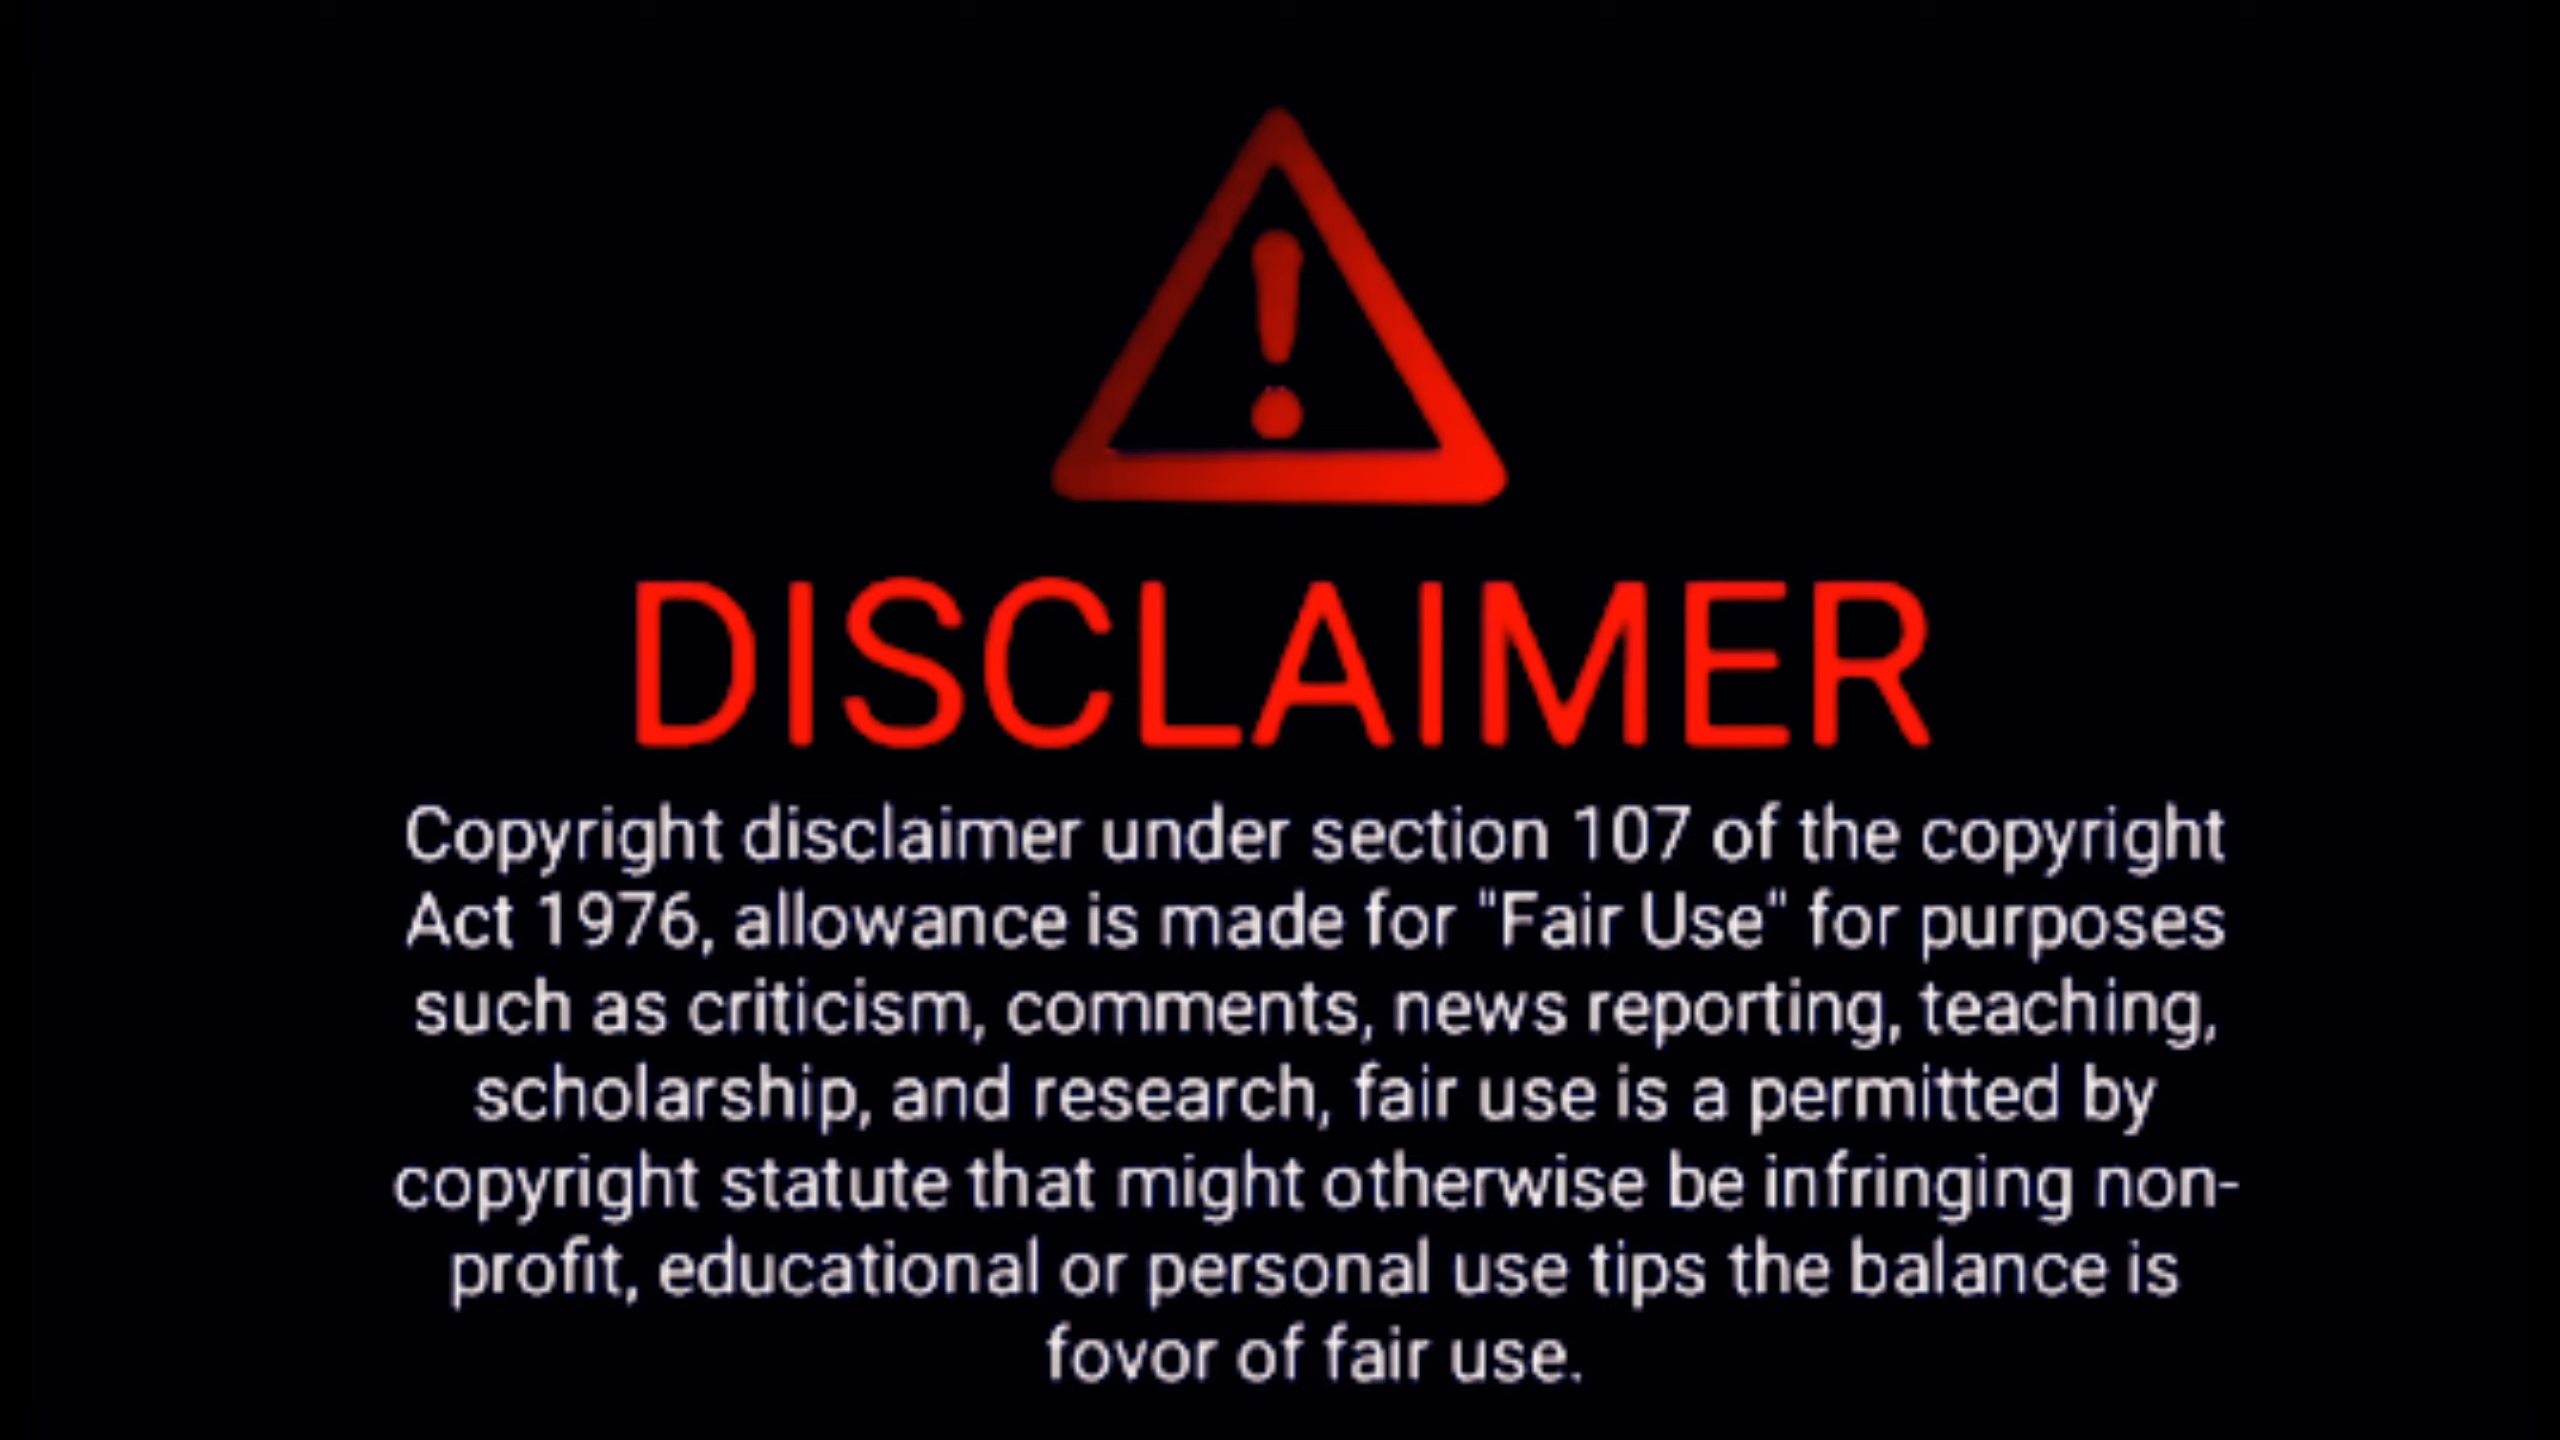 DISCLAIMER
Copyright disclaimer under section 107 of the copyright
Act 1976, allowance is made for "Fair Use" for purposes
such as criticism, comments, news reporting, teaching,
scholarship, and research, fair use is a permitted by
copyright statute that might otherwise be infringing non-
profit, educational or personal use tips the balance is
fovor of fair use.